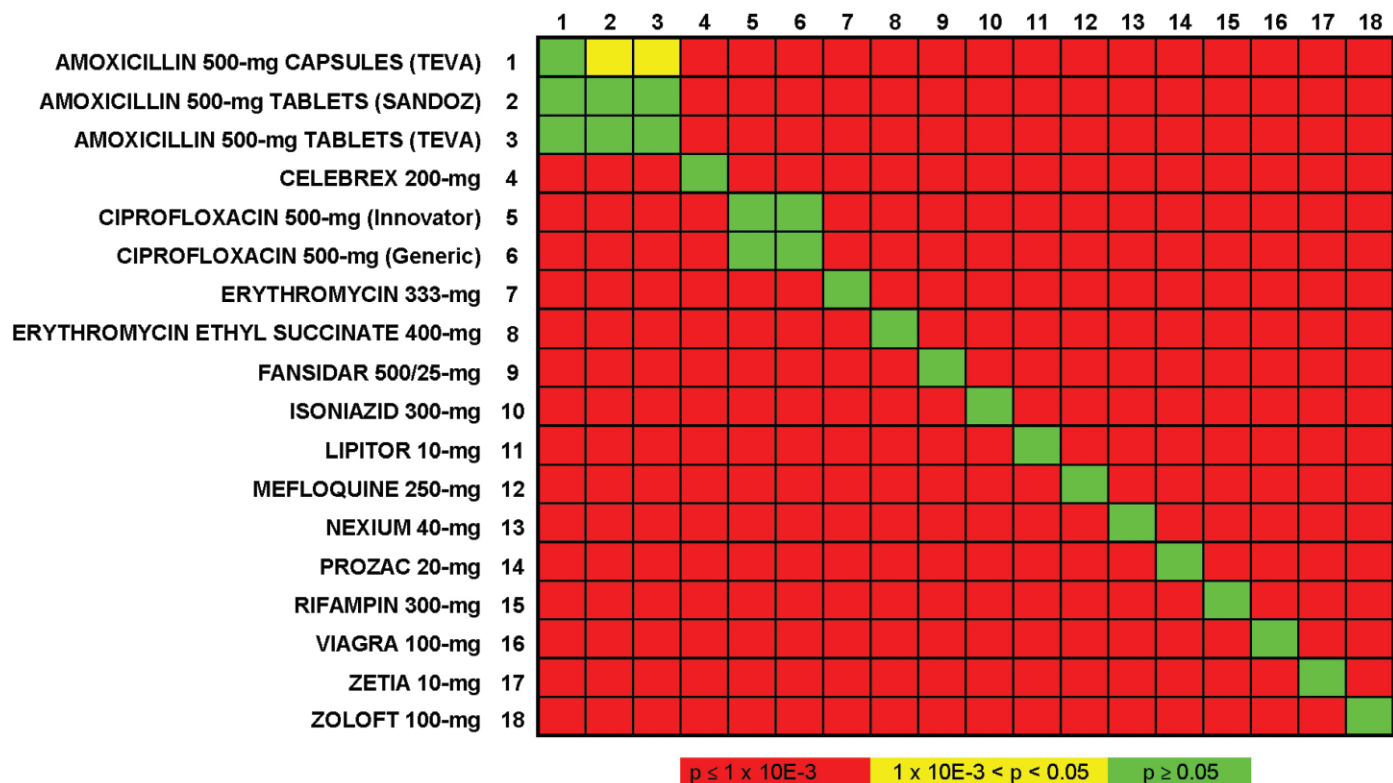 1 2 3 4 5 6 7 8 9 10 11 12 13 14 15 16 17 18
AMOXICILLIN 500-mg CAPSULES (TEVA) 1
AMOXICILLIN 500-mg TABLETS (SANDOZ) 2
AMOXICILLIN 500-mg TABLETS (TEVA) 3
CELEBREX 200-mg 4
CIPROFLOXACIN 500-mg (Innovator) 5
CIPROFLOXACIN 500-mg (Generic) 6
ERYTHROMYCIN 333-mg 7
ERYTHROMYCIN ETHYL SUCCINATE 400-mg 8
FANSIDAR 500/25-mg 9
ISONIAZID 300-mg 10
LIPITOR 10-mg 11
MEFLOQUINE 250-mg 12
NEXIUM 40-mg 13
PROZAC 20-mg 14
RIFAMPIN 300-mg 15
VIAGRA 100-mg 16
ZETIA 10-mg 17
ZOLOFT 100-mg 18
p ≤ 1 x 10E-3 1 x 10E-3 < p < 0.05 p ≥ 0.05